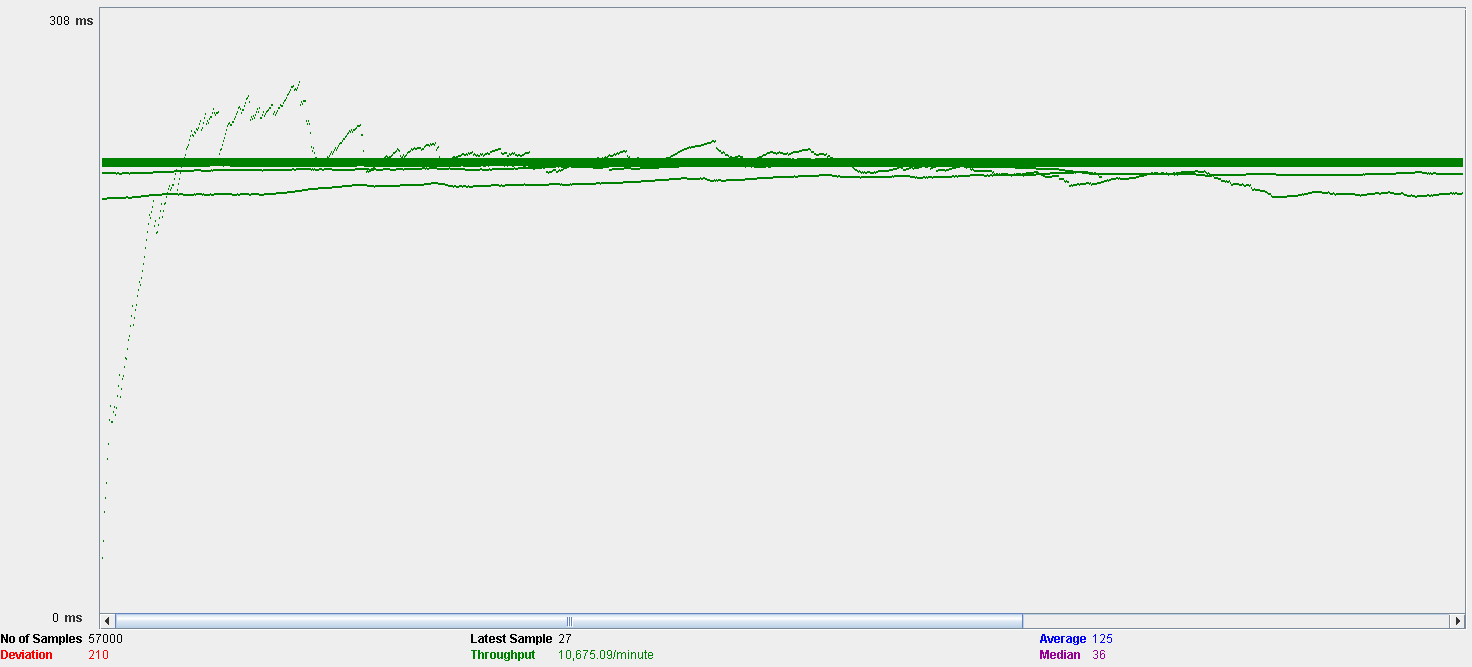 308 ms
0 ms
No of Samples 57000 Latest Sample 27 Average 125
Deviation 210 Throughput 10,675.09/minute Median 36